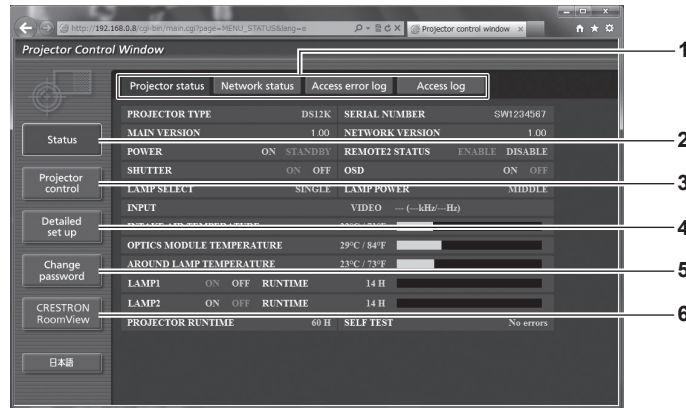 http://192.168.0.8/cgi-bin/main.cgi?page=MENU_STATUS&lang=e
Projector control window
Projector Control Window
1
Projector status Network status Access error log Access log
PROJECTOR TYPE DS12K SERIAL NUMBER SW1234567
MAIN VERSION 1.00 NETWORK VERSION 1.00
Status
2
POWER ON STANDBY REMOTE2 STATUS ENABLE DISABLE
SHUTTER ON OFF OSD ON OFF
Projector control
3
LAMP SELECT SINGLE LAMP POWER MIDDLE
INPUT VIDEO --- (---kHz/---Hz)
Detailed set up
4
OPTICS MODULE TEMPERATURE 29°C / 84°F
AROUND LAMP TEMPERATURE 23°C / 73°F
Change password
5
LAMP1 ON OFF RUNTIME 14 H
LAMP2 ON OFF RUNTIME 14 H
CRESTRON RoomView
6
PROJECTOR RUNTIME 60 H SELF TEST No errors
日本語